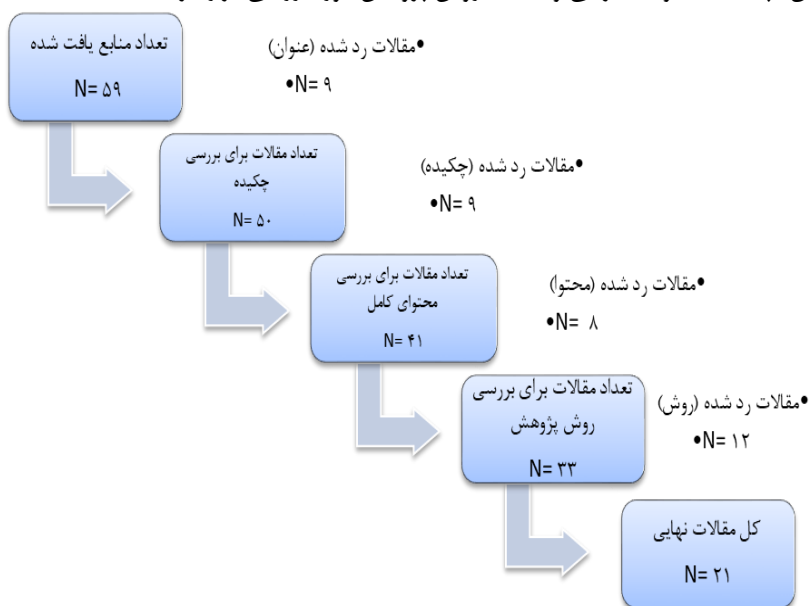 تعداد منابع یافت شده
N= ۵۹
•مقالات رد شده (عنوان)
•N= ۹
تعداد مقالات برای بررسی
چکیده
N= ۵۰
•مقالات رد شده (چکیده)
•N= ۹
تعداد مقالات برای بررسی
محتوای کامل
N= ۴۱
•مقالات رد شده (محتوا)
•N= ۸
تعداد مقالات برای بررسی
روش پژوهش
N= ۳۳
•مقالات رد شده (روش)
•N= ۱۲
کل مقالات نهایی
N= ۲۱